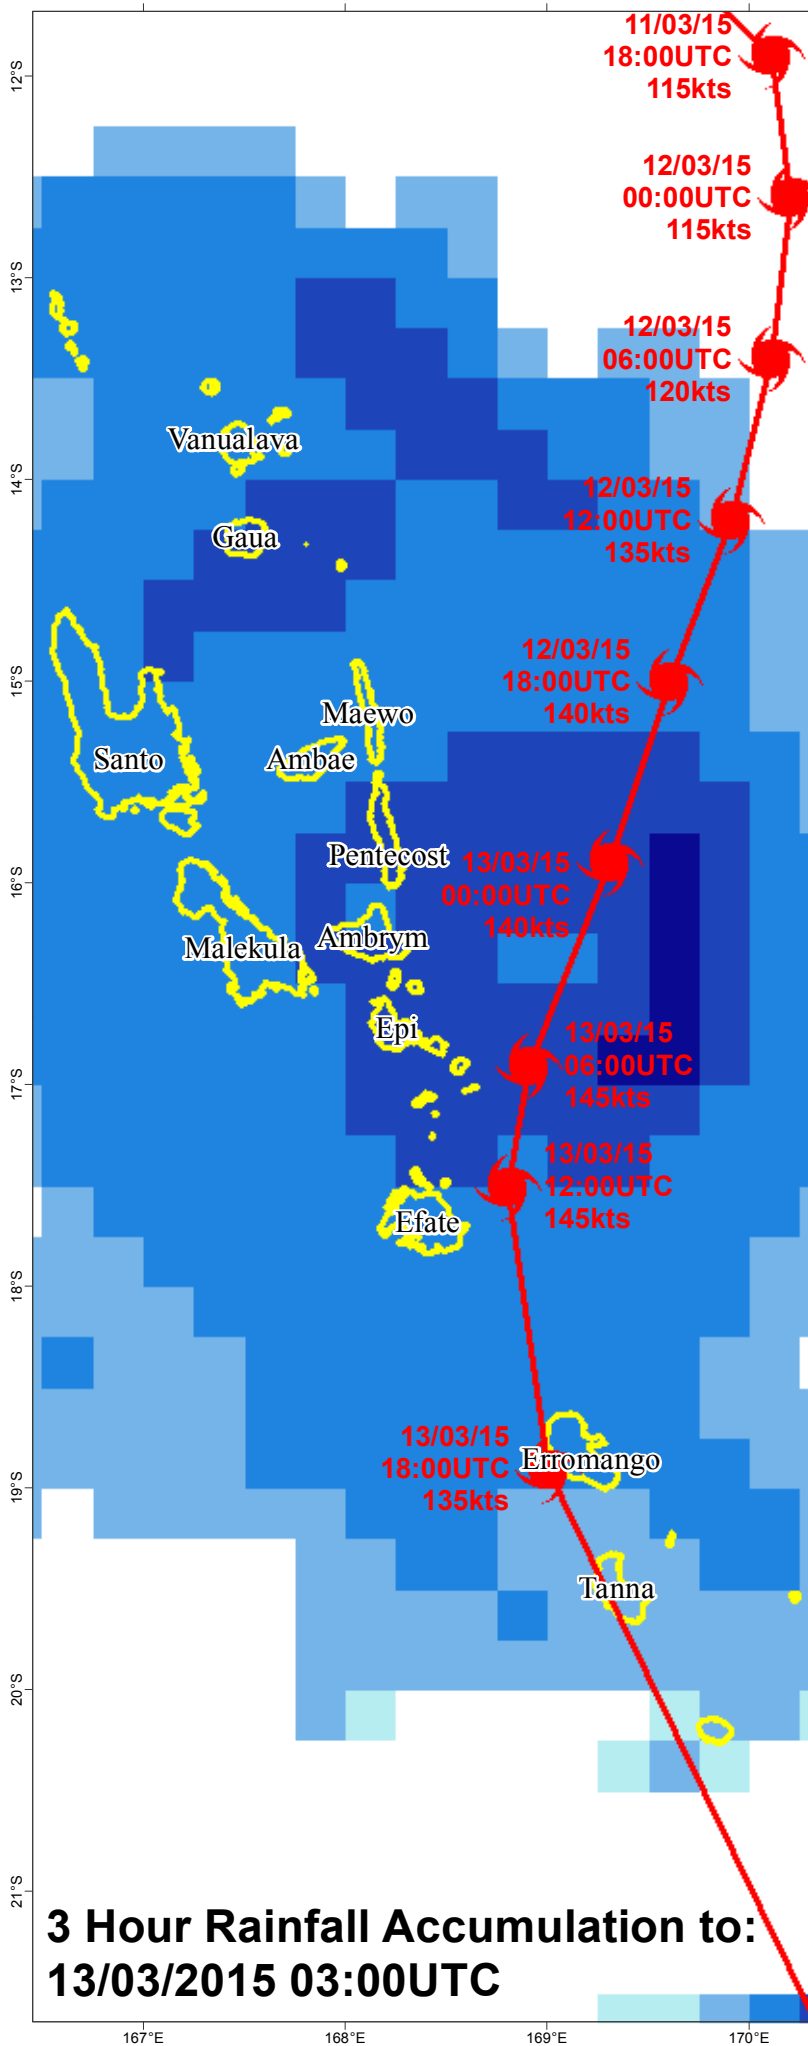 11/03/15
18:00UTC
115kts
12°S
12/03/15
00:00UTC
115kts
13°S
12/03/15
06:00UTC
120kts
Vanualava
14°S
12/03/15
12:00UTC
135kts
Gaua
12/03/15
18:00UTC
140kts
15°S
Maewo
Santo
Ambae
Pentecost
13/03/15
00:00UTC
140kts
16°S
Malekula
Ambrym
Epi
13/03/15
06:00UTC
145kts
17°S
13/03/15
12:00UTC
145kts
Efate
18°S
13/03/15
18:00UTC
135kts
Erromango
19°S
Tanna
20°S
21°S
3 Hour Rainfall Accumulation to:
13/03/2015 03:00UTC
167°E 168°E 169°E 170°E